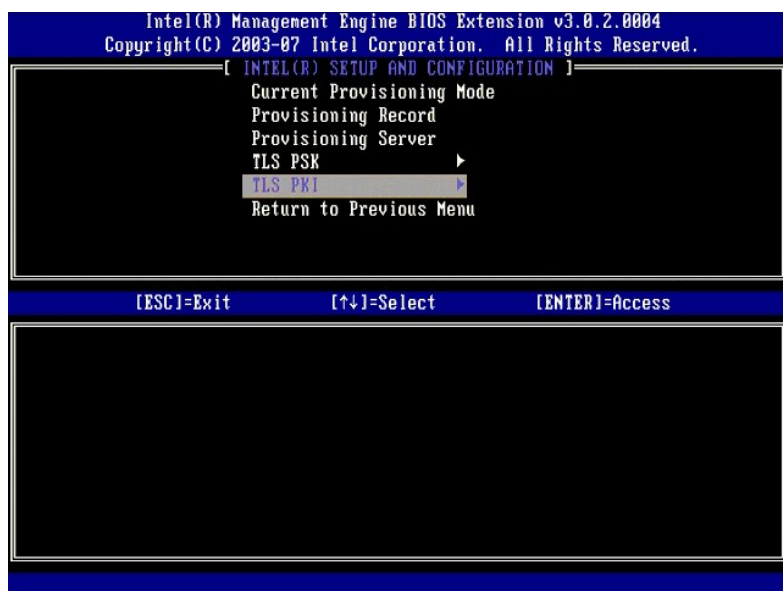 Intel(R) Management Engine BIOS Extension v3.0.2.0004
Copyright(C) 2003-07 Intel Corporation. All Rights Reserved.
[ INTEL(R) SETUP AND CONFIGURATION ]
Current Provisioning Mode
Provisioning Record
Provisioning Server
TLS PSK ►
TLS PKI ►
Return to Previous Menu
[ESC]=Exit [↑↓]=Select [ENTER]=Access